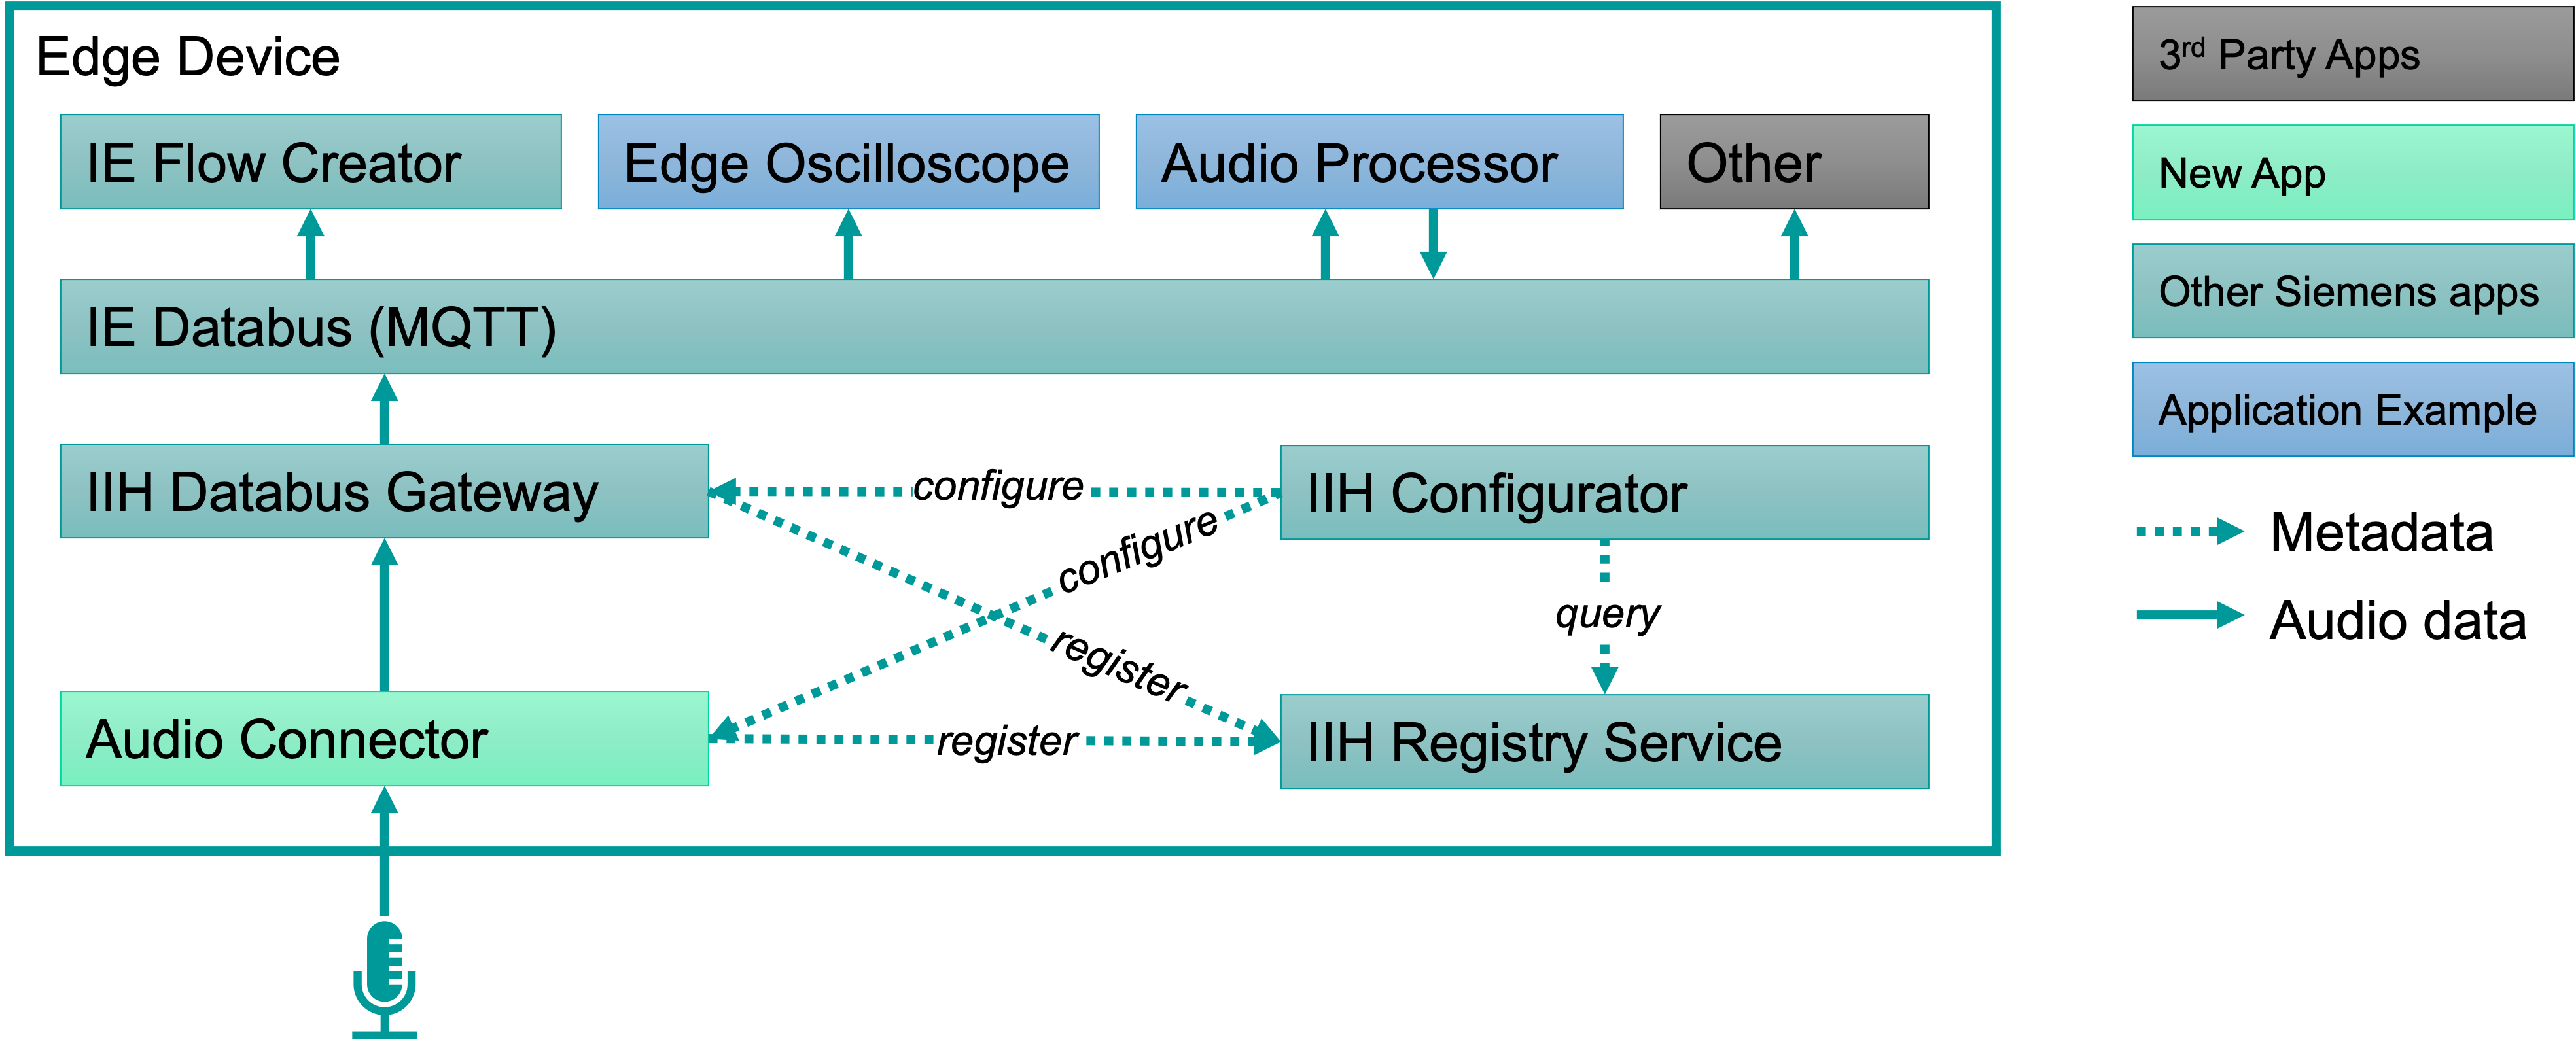 Edge Device
IE Flow Creator
Edge Oscilloscope
Audio Processor
Other
IE Databus (MQTT)
IIH Databus Gateway
configure
IIH Configurator
configure
query
register
Audio Connector
register
IIH Registry Service
3rd Party Apps
New App
Other Siemens apps
Application Example
Metadata
Audio data